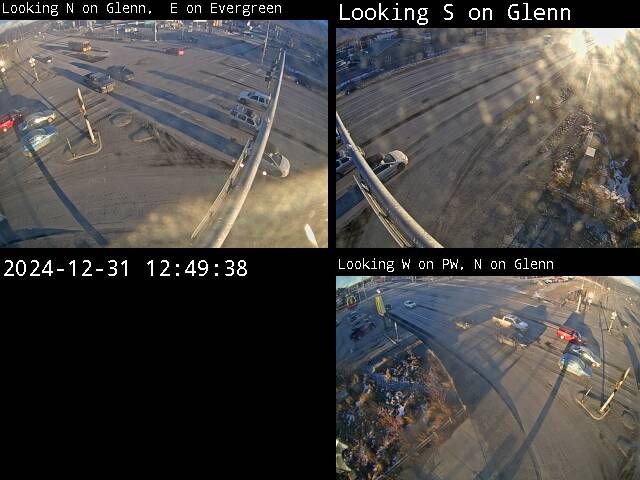 Looking N on Glenn,  E on Evergreen
Looking S on Glenn
2024-12-31 12:49:38
Looking W on PW, N on Glenn